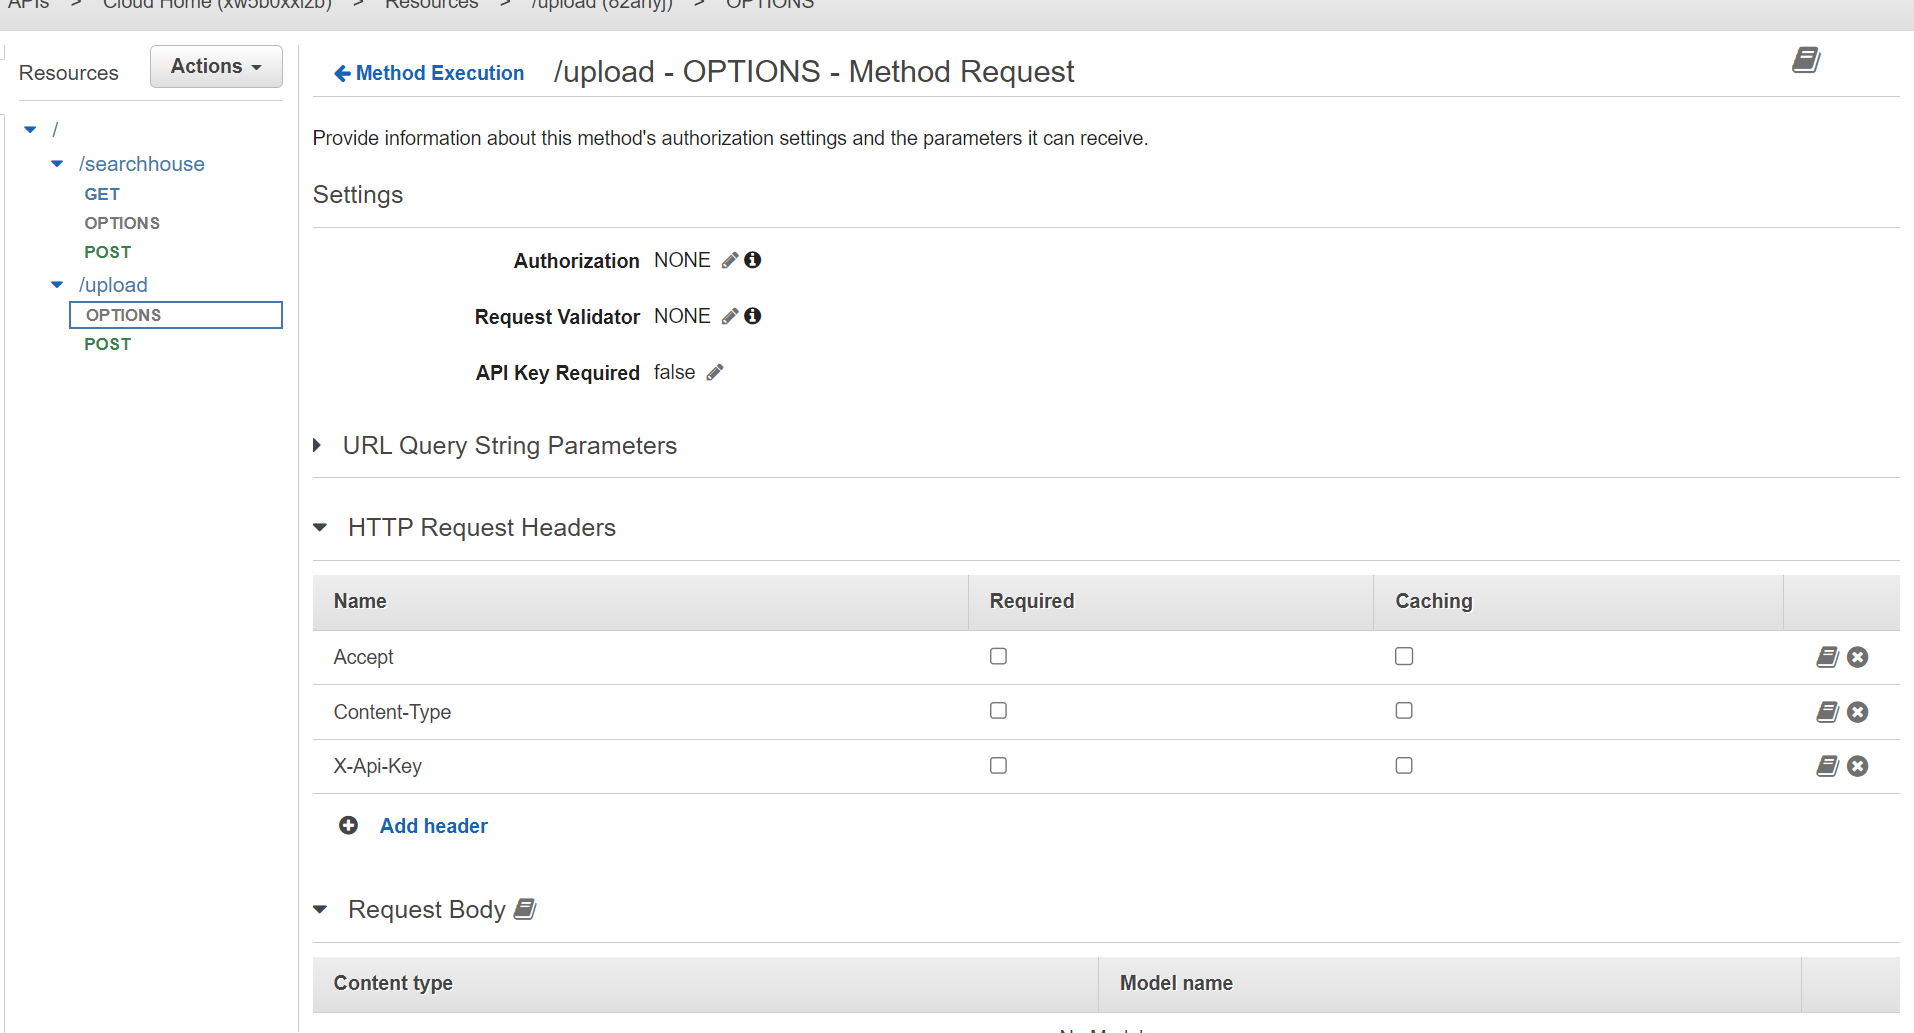 APIs > Cloud Home > Resources > /upload > OPTIONS
Resources
Actions
/
/searchhouse
GET
OPTIONS
POST
/upload
OPTIONS
POST
Method Execution
/upload - OPTIONS - Method Request
Provide information about this method's authorization settings and the parameters it can receive.
Settings
Authorization NONE
Request Validator NONE
API Key Required false
URL Query String Parameters
HTTP Request Headers
Name Required Caching
Accept
Content-Type
X-Api-Key
Add header
Request Body
Content type Model name